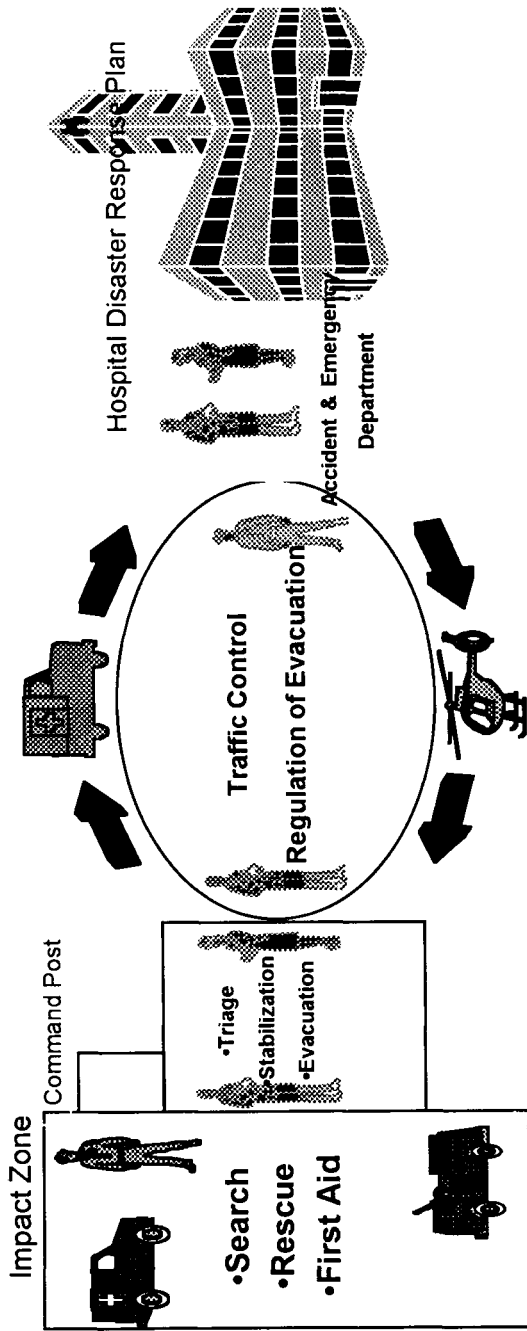 Impact Zone
Command Post
Hospital Disaster Response Plan
•Search
•Rescue
•First Aid
•Triage
•Stabilization
•Evacuation
Traffic Control
Regulation of Evacuation
Accident & Emergency
Department